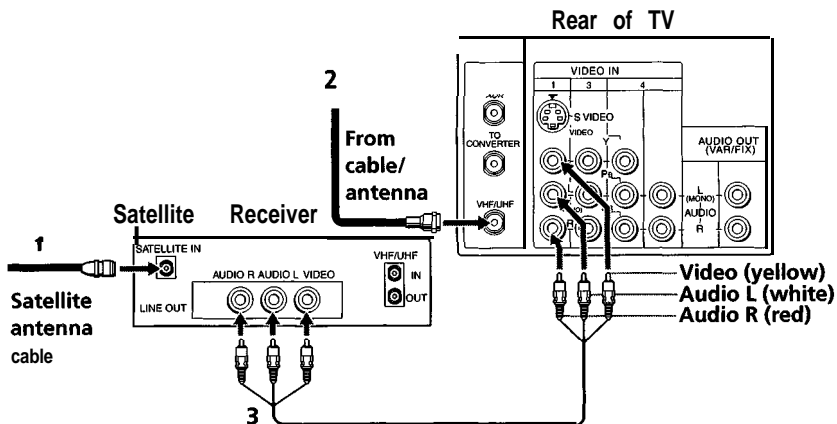 Rear of TV
VIDEO IN
1 3 4
AUX
S VIDEO
VIDEO
Y
TO
CONVERTER
PB
AUDIO OUT
(VAR/FIX)
VHF/UHF
L
(MONO)
AUDIO
R
R
2
From
cable/
antenna
Satellite Receiver
1
SATELLITE IN
Satellite
antenna
cable
AUDIO R AUDIO L VIDEO
LINE OUT
VHF/UHF
IN
OUT
3
Video (yellow)
Audio L (white)
Audio R (red)